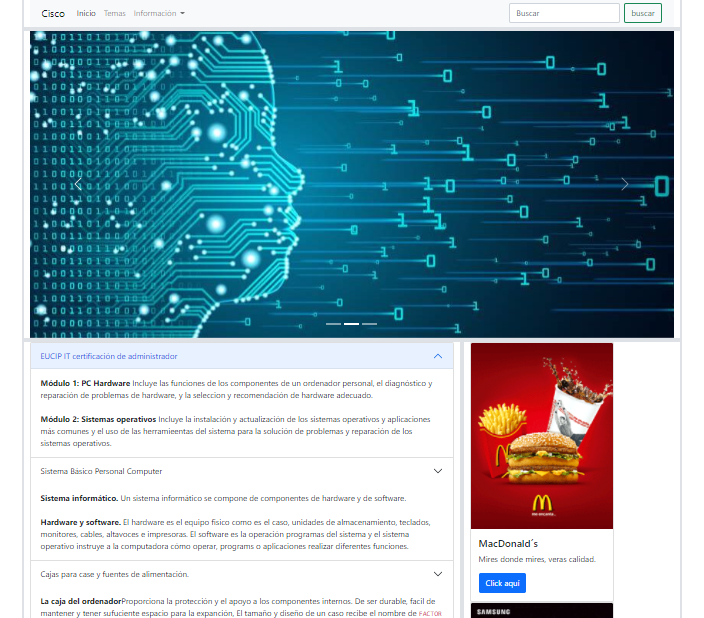 Cisco Inicio Temas Información Buscar buscar
EUCIP IT certificación de administrador
Módulo 1: PC Hardware Incluye las funciones de los componentes de un ordenador personal, el diagnóstico y
reparación de problemas de hardware, y la seleccion y recomendación de hardware adecuado.
Módulo 2: Sistemas operativos Incluye la instalación y actualización de los sistemas operativos y aplicaciones
más comunes y el uso de las herramieentas del sistema para la solución de problemas y reparación de los
sistemas operativos.
Sistema Básico Personal Computer
Sistema informático. Un sistema informático se compone de componentes de hardware y de software.
Hardware y software. El hardware es el equipo físico como es el caso, unidades de almacenamiento, teclados,
monitores, cables, altavoces e impresoras. El software es la operación programas del sistema y el sistema
operativo instruye a la computadora cómo operar, programs o aplicaciones realizar diferentes funciones.
Cajas para case y fuentes de alimentación.
La caja del ordenadorProporciona la protección y el apoyo a los componentes internos. De ser durable, facil de
mantener y tener sufuciente espacio para la expansión, El tamaño y diseño de un caso recibe el nombre de FACTOR
MacDonald´s
Mires donde mires, veras calidad.
Click aqui
SAMSUNG